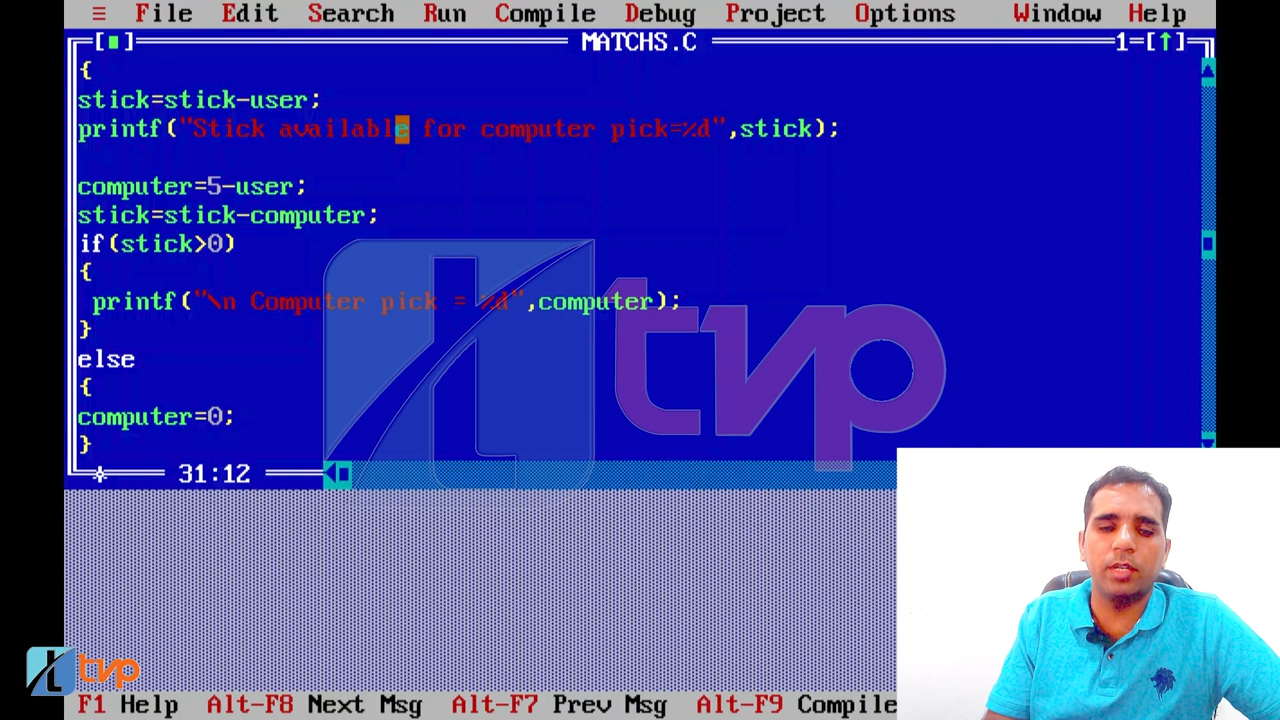 ≡ File Edit Search Run Compile Debug Project Options Window Help
[■] MATCHS.C 1=[↑]
{
stick=stick-user;
printf("Stick available for computer pick=%d",stick);
computer=5-user;
stick=stick-computer;
if(stick>0)
{
printf("\n Computer pick = %d",computer);
}
else
{
computer=0;
}
31:12
tvp
tvp
F1 Help Alt-F8 Next Msg Alt-F7 Prev Msg Alt-F9 Compile